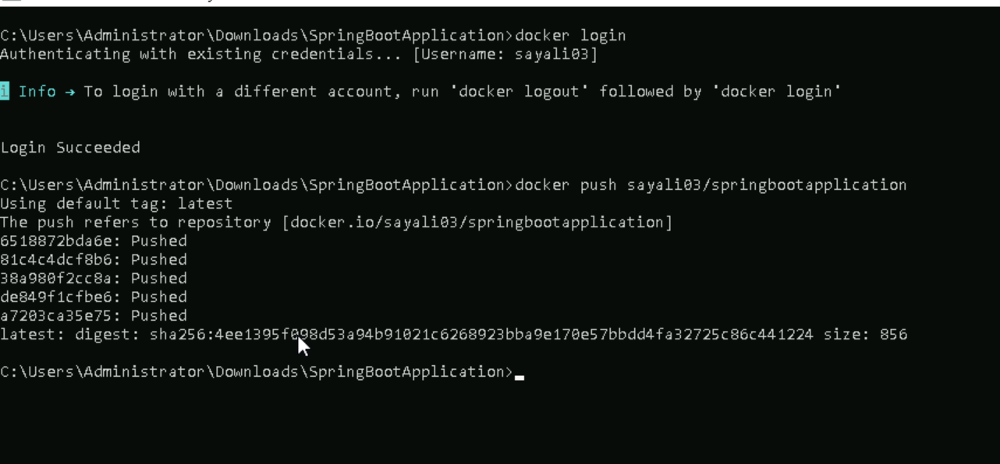 C:\Users\Administrator\Downloads\SpringBootApplication>docker login
Authenticating with existing credentials... [Username: sayali03]
i Info → To login with a different account, run 'docker logout' followed by 'docker login'
Login Succeeded
C:\Users\Administrator\Downloads\SpringBootApplication>docker push sayali03/springbootapplication
Using default tag: latest
The push refers to repository [docker.io/sayali03/springbootapplication]
6518872bda6e: Pushed
81c4c4dcf8b6: Pushed
38a980f2cc8a: Pushed
de849f1cfbe6: Pushed
a7203ca35e75: Pushed
latest: digest: sha256:4ee1395f098d53a94b91021c6268923bba9e170e57bbdd4fa32725c86c441224 size: 856
C:\Users\Administrator\Downloads\SpringBootApplication>